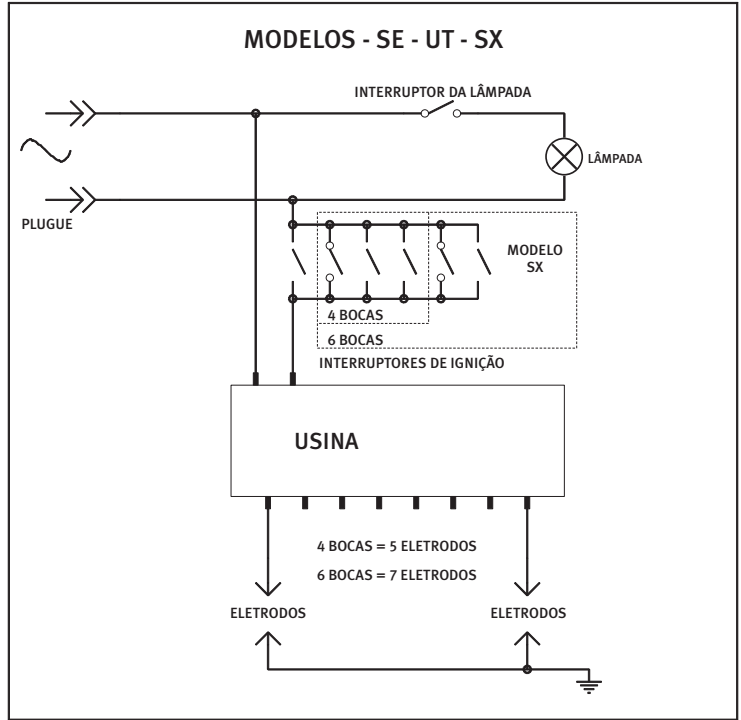 MODELOS - SE - UT - SX
INTERRUPTOR DA LÂMPADA
LÂMPADA
PLUGUE
MODELO
SX
4 BOCAS
6 BOCAS
INTERRUPTORES DE IGNIÇÃO
USINA
4 BOCAS = 5 ELETRODOS
6 BOCAS = 7 ELETRODOS
ELETRODOS
ELETRODOS